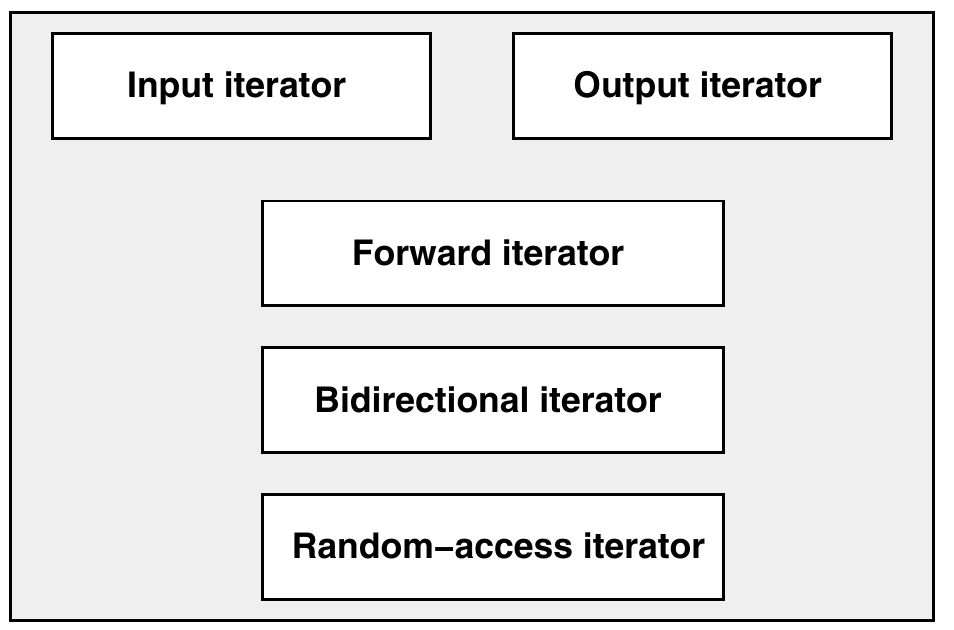 Input iterator
Output iterator
Forward iterator
Bidirectional iterator
Random−access iterator